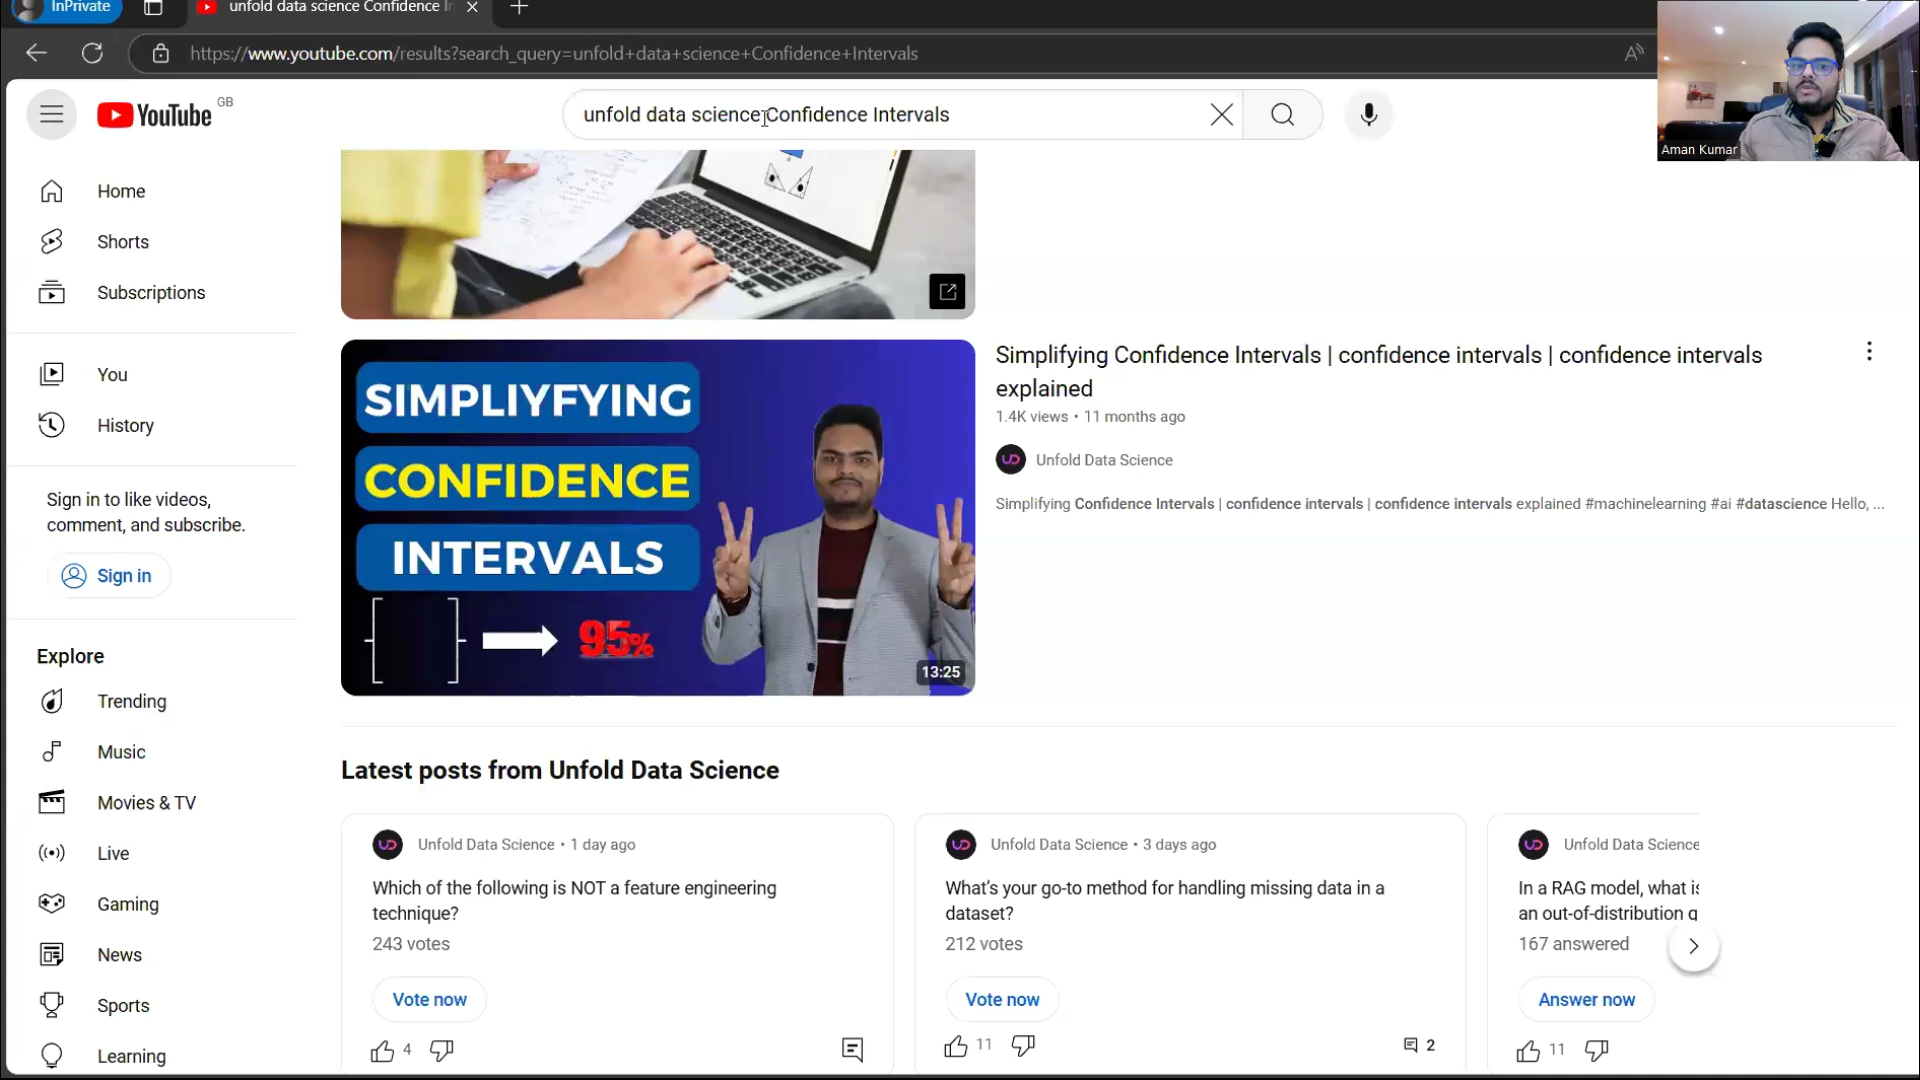 InPrivate
unfold data science Confidence I
https://www.youtube.com/results?search_query=unfold+data+science+Confidence+Intervals
YouTube GB
unfold data science Confidence Intervals
Aman Kumar
Home
Shorts
Subscriptions
You
History
Sign in to like videos,
comment, and subscribe.
Sign in
Explore
Trending
Music
Movies & TV
Live
Gaming
News
Sports
Learning
SIMPLIYFYING
CONFIDENCE
INTERVALS
95%
13:25
Simplifying Confidence Intervals | confidence intervals | confidence intervals
explained
1.4K views • 11 months ago
UD Unfold Data Science
Simplifying Confidence Intervals | confidence intervals | confidence intervals explained #machinelearning #ai #datascience Hello, ...
Latest posts from Unfold Data Science
UD Unfold Data Science • 1 day ago
Which of the following is NOT a feature engineering
technique?
243 votes
Vote now
4
UD Unfold Data Science • 3 days ago
What's your go-to method for handling missing data in a
dataset?
212 votes
Vote now
11
2
UD Unfold Data Science
In a RAG model, what is
an out-of-distribution q
167 answered
Answer now
11